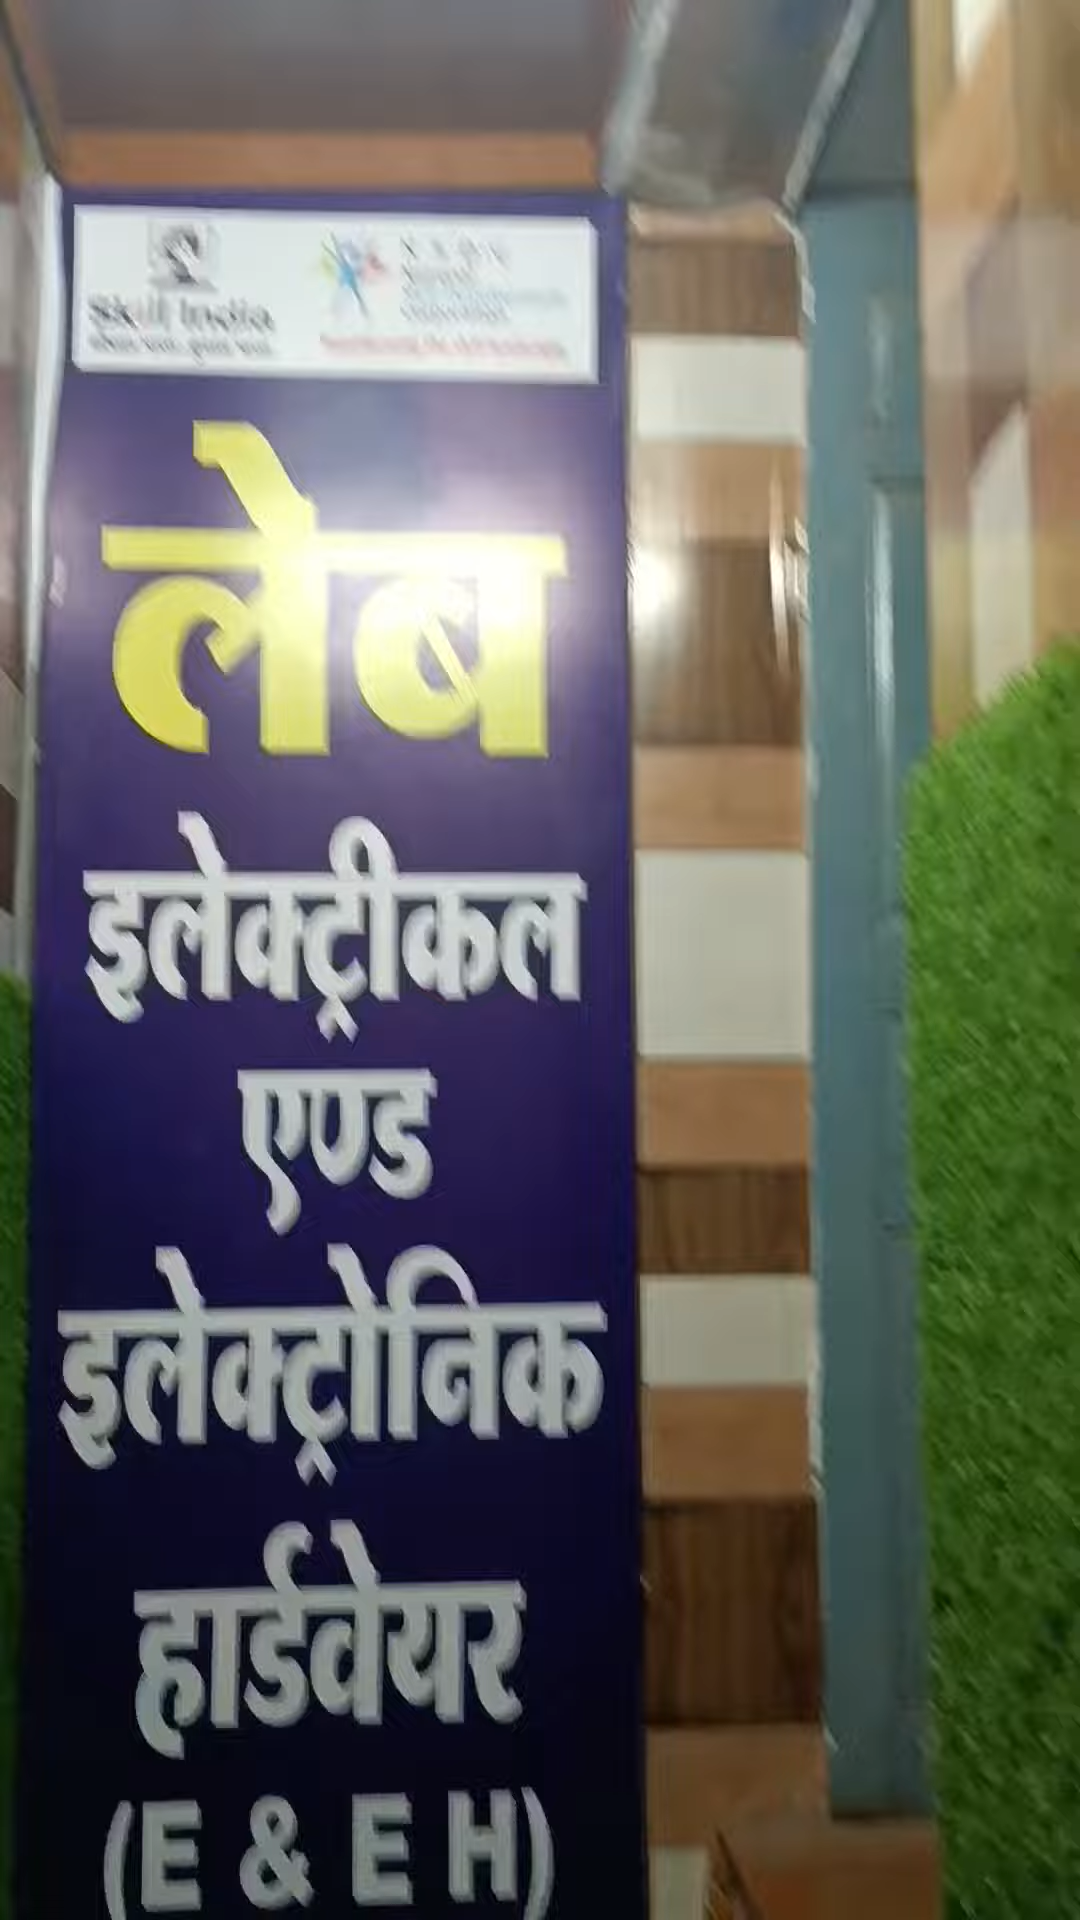 Skill India
लेब
इलेक्ट्रीकल
एण्ड
इलेक्ट्रोनिक
हार्डवेयर
(E & E H)